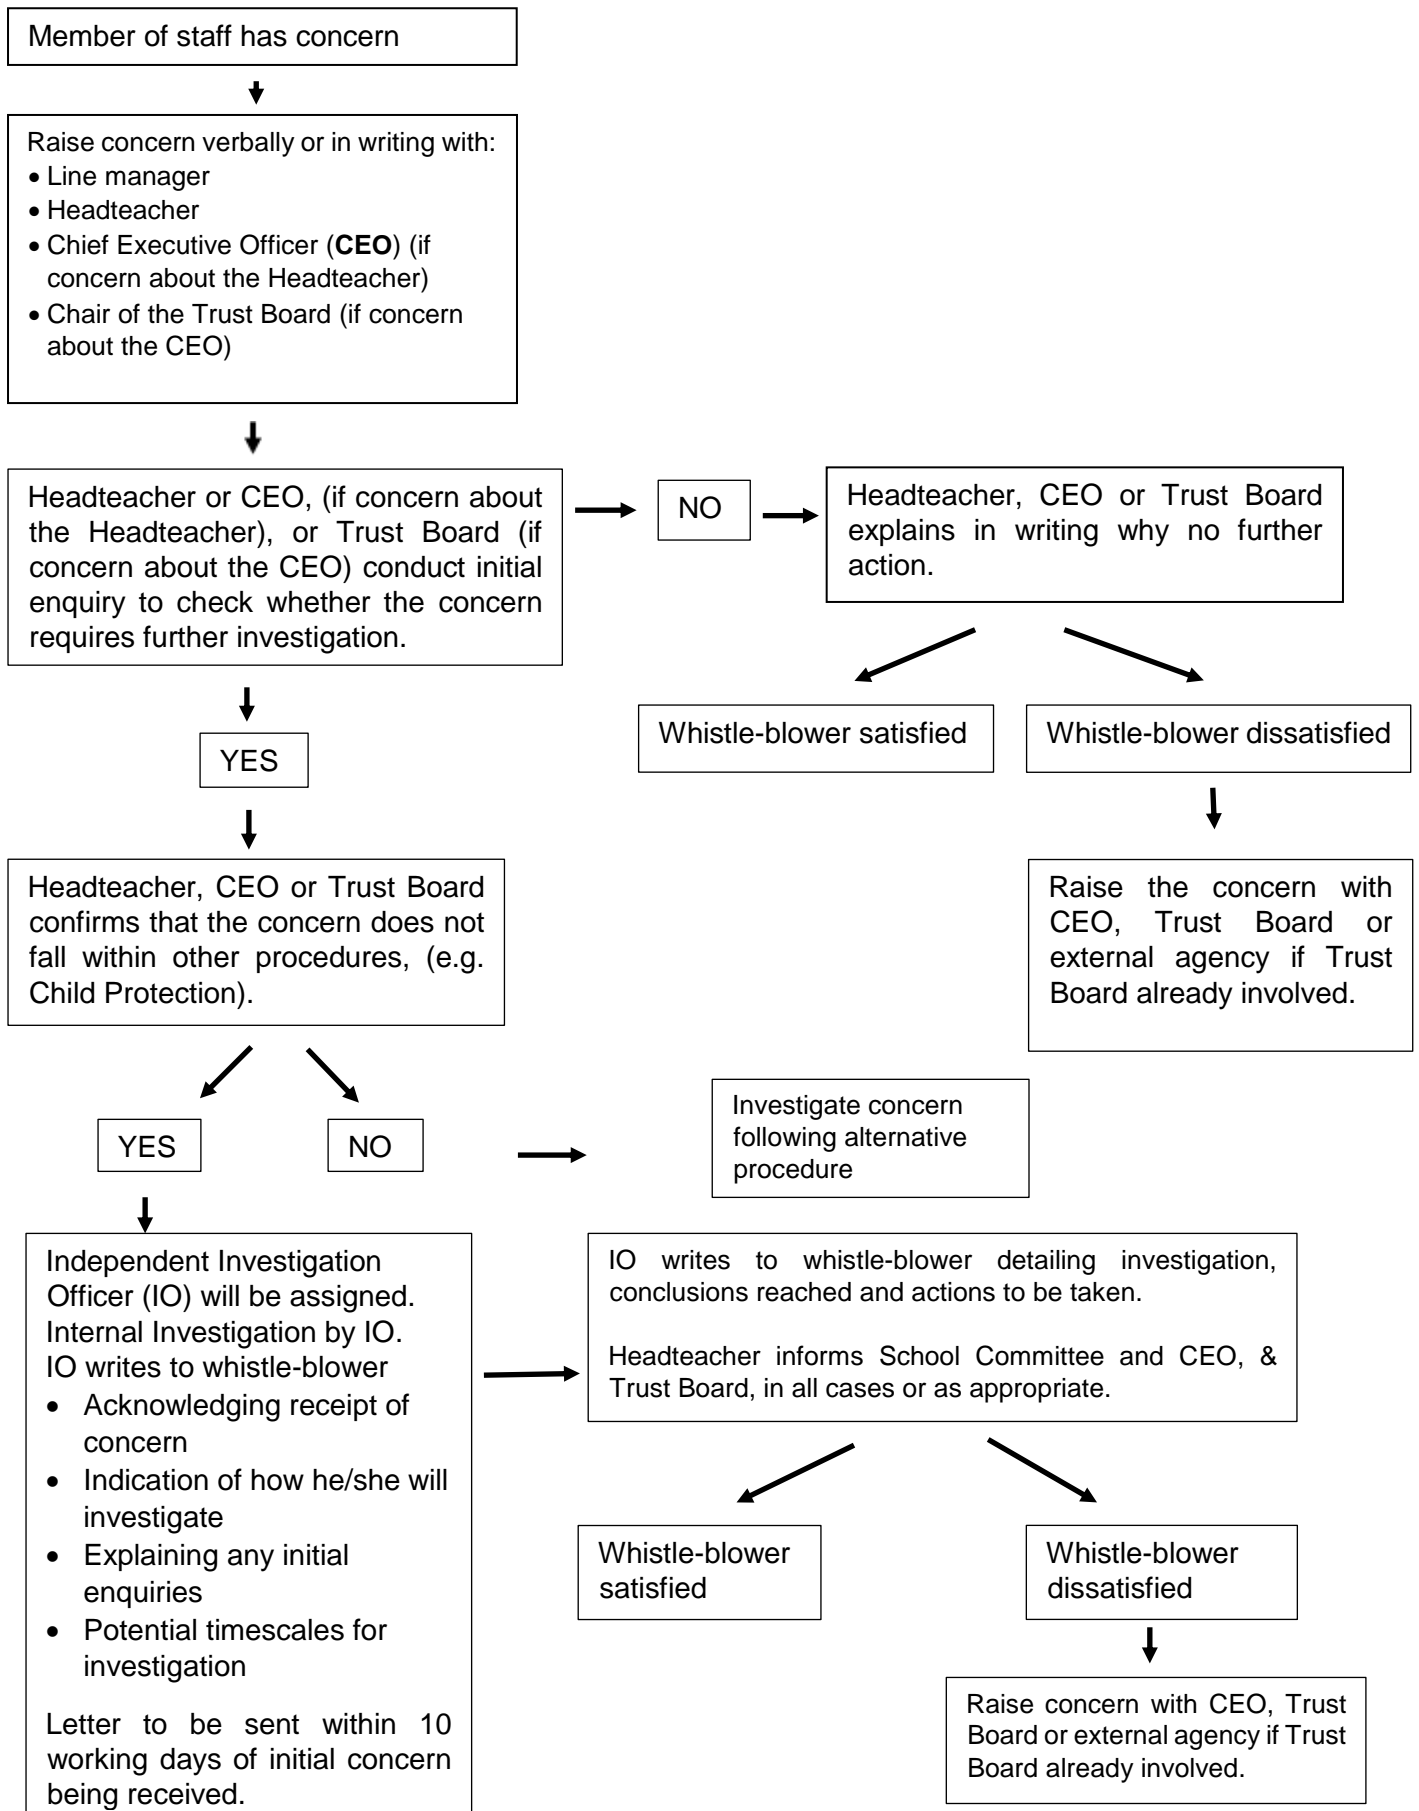 Member of staff has concern
Raise concern verbally or in writing with:
• Line manager
• Headteacher
• Chief Executive Officer (CEO) (if
concern about the Headteacher)
• Chair of the Trust Board (if concern
about the CEO)
Headteacher or CEO, (if concern about
the Headteacher), or Trust Board (if
concern about the CEO) conduct initial
enquiry to check whether the concern
requires further investigation.
NO
Headteacher, CEO or Trust Board
explains in writing why no further
action.
Whistle-blower satisfied
Whistle-blower dissatisfied
YES
Headteacher, CEO or Trust Board
confirms that the concern does not
fall within other procedures, (e.g.
Child Protection).
Raise the concern with
CEO, Trust Board or
external agency if Trust
Board already involved.
YES
NO
Investigate concern
following alternative
procedure
Independent Investigation
Officer (IO) will be assigned.
Internal Investigation by IO.
IO writes to whistle-blower
• Acknowledging receipt of
concern
• Indication of how he/she will
investigate
• Explaining any initial
enquiries
• Potential timescales for
investigation
Letter to be sent within 10
working days of initial concern
being received.
IO writes to whistle-blower detailing investigation,
conclusions reached and actions to be taken.
Headteacher informs School Committee and CEO, &
Trust Board, in all cases or as appropriate.
Whistle-blower
satisfied
Whistle-blower
dissatisfied
Raise concern with CEO, Trust
Board or external agency if Trust
Board already involved.